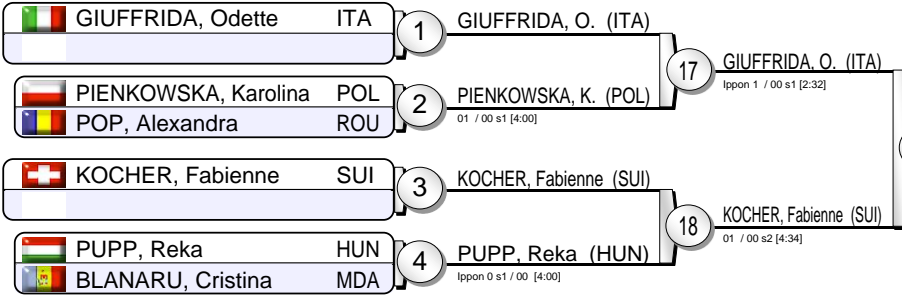 GIUFFRIDA, Odette ITA
1
GIUFFRIDA, O. (ITA)
PIENKOWSKA, Karolina POL
POP, Alexandra ROU
2
PIENKOWSKA, K. (POL)
01 / 00 s1 [4:00]
17
GIUFFRIDA, O. (ITA)
Ippon 1 / 00 s1 [2:32]
KOCHER, Fabienne SUI
3
KOCHER, Fabienne (SUI)
PUPP, Reka HUN
BLANARU, Cristina MDA
4
PUPP, Reka (HUN)
Ippon 0 s1 / 00 [4:00]
18
KOCHER, Fabienne (SUI)
01 / 00 s2 [4:34]